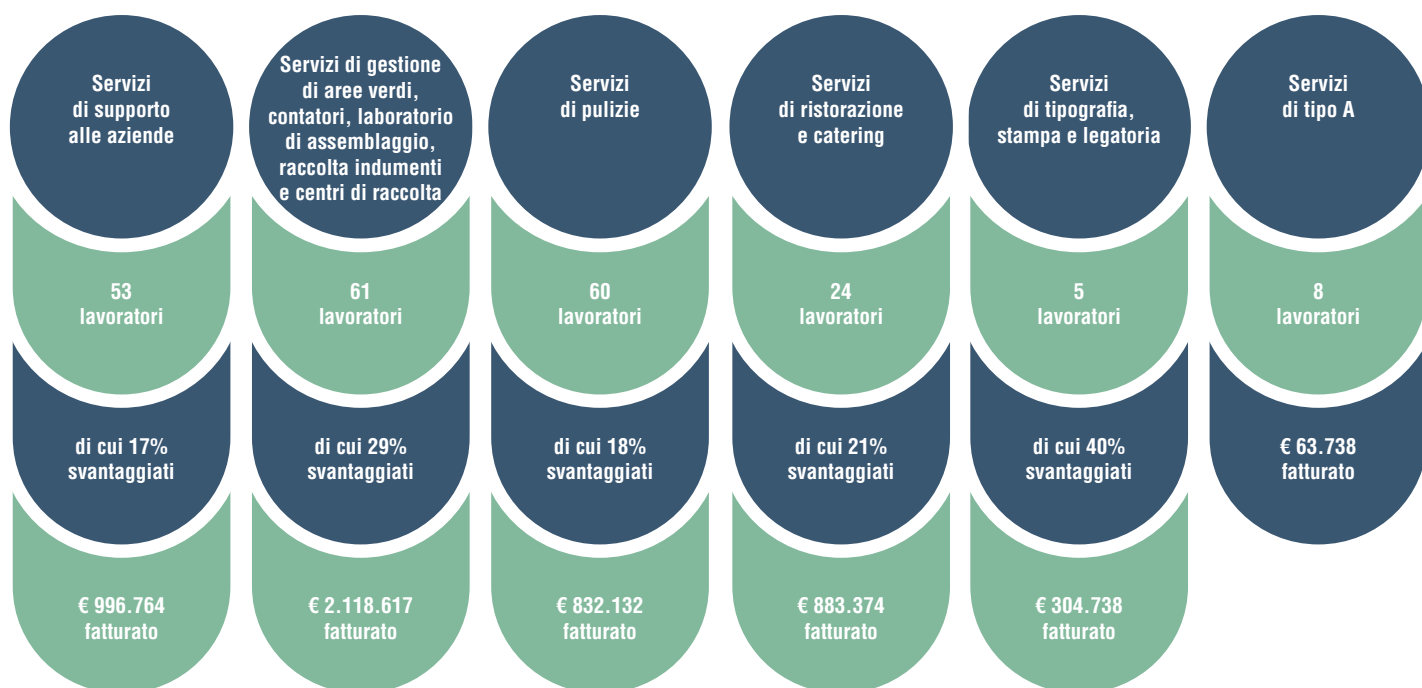 Servizi
di supporto
alle aziende
53
lavoratori
di cui 17%
svantaggiati
€ 996.764
fatturato
Servizi di gestione
di aree verdi,
contatori, laboratorio
di assemblaggio,
raccolta indumenti
e centri di raccolta
61
lavoratori
di cui 29%
svantaggiati
€ 2.118.617
fatturato
Servizi
di pulizie
60
lavoratori
di cui 18%
svantaggiati
€ 832.132
fatturato
Servizi
di ristorazione
e catering
24
lavoratori
di cui 21%
svantaggiati
€ 883.374
fatturato
Servizi
di tipografia,
stampa e legatoria
5
lavoratori
di cui 40%
svantaggiati
€ 304.738
fatturato
Servizi
di tipo A
8
lavoratori
€ 63.738
fatturato